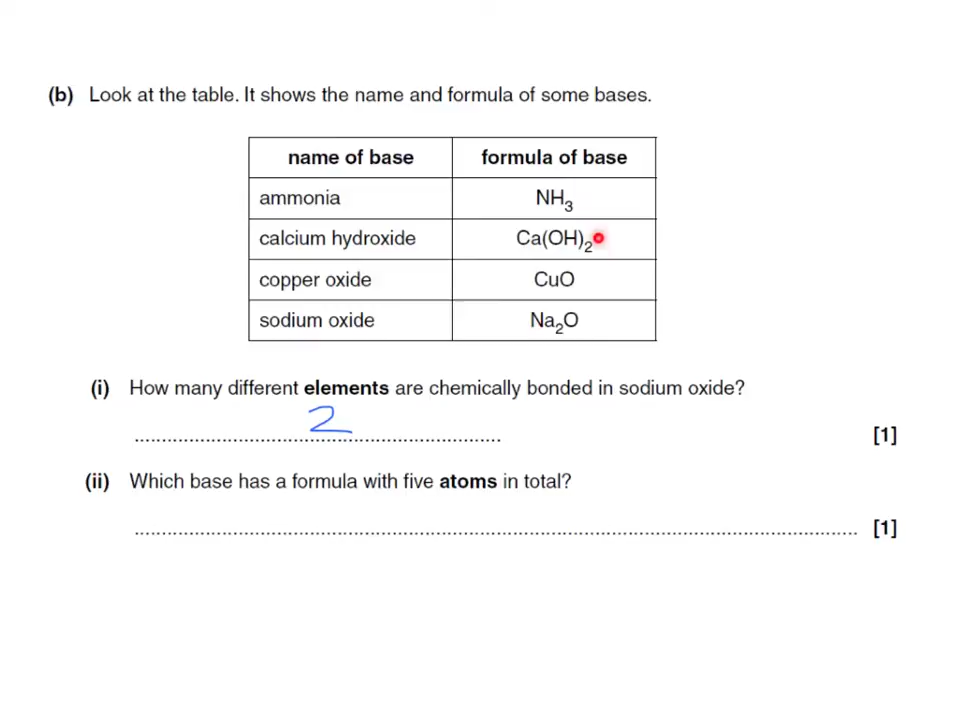 (b) Look at the table. It shows the name and formula of some bases.
name of base formula of base
ammonia NH₃
calcium hydroxide Ca(OH)₂
copper oxide CuO
sodium oxide Na₂O
(i) How many different elements are chemically bonded in sodium oxide?
2
[1]
(ii) Which base has a formula with five atoms in total?
[1]